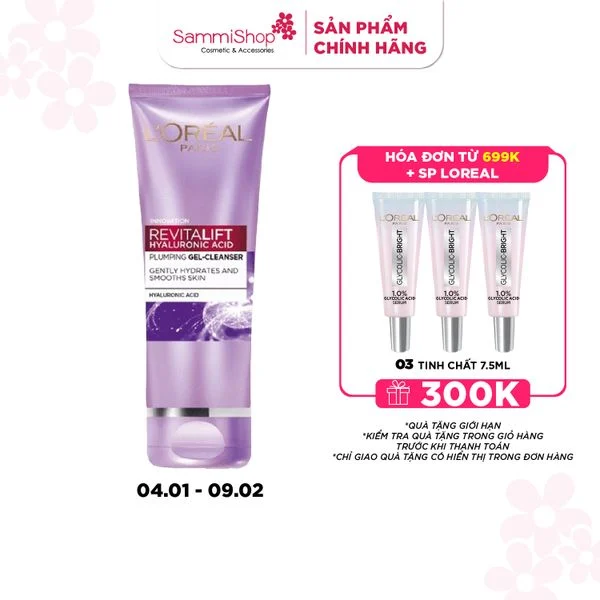 SammiShop
Cosmetic & Accessories
SẢN PHẨM
CHÍNH HÃNG
L'ORÉAL
PARIS
INNOVATION
REVITALIFT
HYALURONIC ACID
PLUMPING GEL-CLEANSER
GENTLY HYDRATES AND
SMOOTHS SKIN
HYALURONIC ACID
04.01 - 09.02
HÓA ĐƠN TỪ 699K
+ SP LOREAL
L'ORÉAL
PARIS
GLYCOLIC-BRIGHT
1.0%
GLYCOLIC ACID
SERUM
L'ORÉAL
PARIS
GLYCOLIC-BRIGHT
1.0%
GLYCOLIC ACID
SERUM
L'ORÉAL
PARIS
GLYCOLIC-BRIGHT
1.0%
GLYCOLIC ACID
SERUM
03 TINH CHẤT 7.5ML
300K
*QUÀ TẶNG GIỚI HẠN
*KIỂM TRA QUÀ TẶNG TRONG GIỎ HÀNG
TRƯỚC KHI THANH TOÁN
*CHỈ GIAO QUÀ TẶNG CÓ HIỂN THỊ TRONG ĐƠN HÀNG